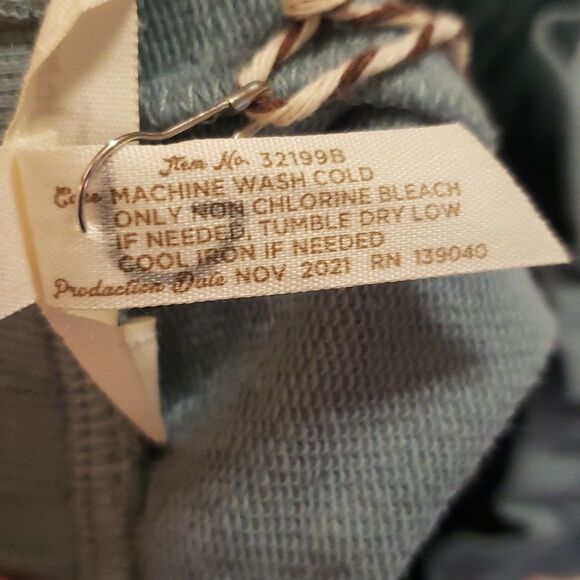 Item No. 32199B
Care MACHINE WASH COLD
ONLY NON CHLORINE BLEACH
IF NEEDED, TUMBLE DRY LOW
COOL IRON IF NEEDED
Production Date NOV 2021 RN 139040